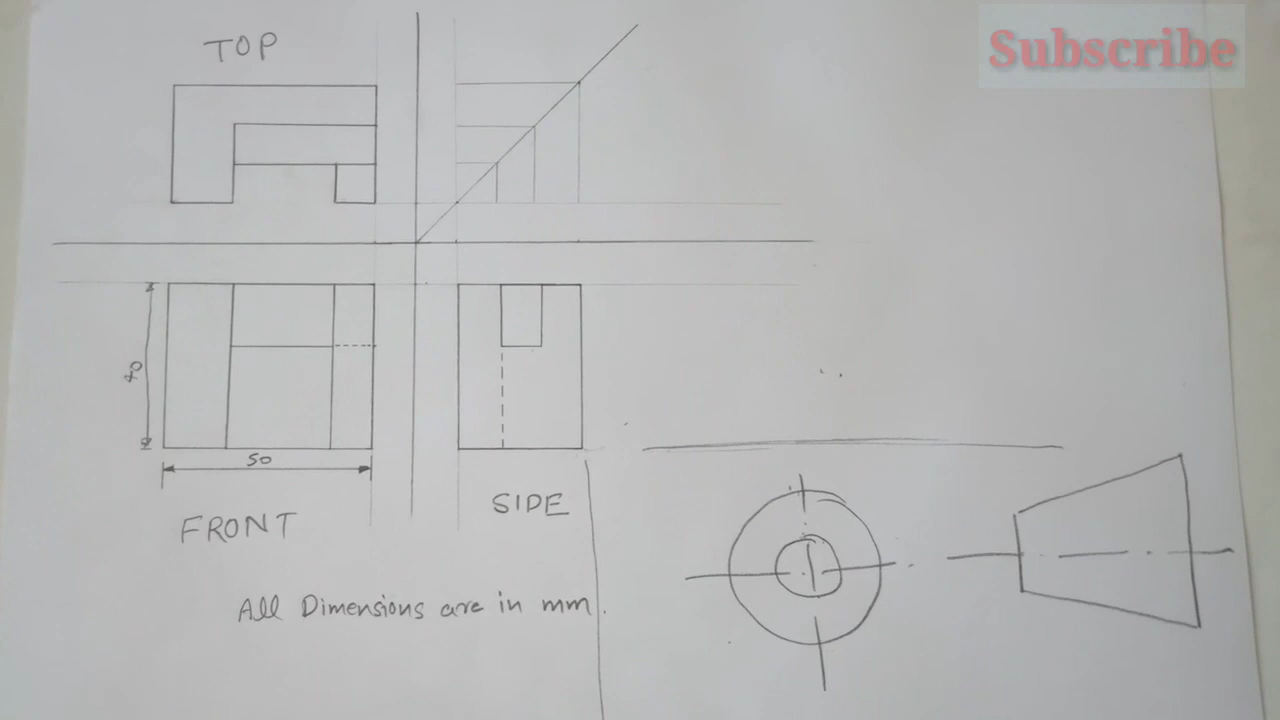 Subscribe
TOP
40
50
FRONT
SIDE
All Dimensions are in mm.